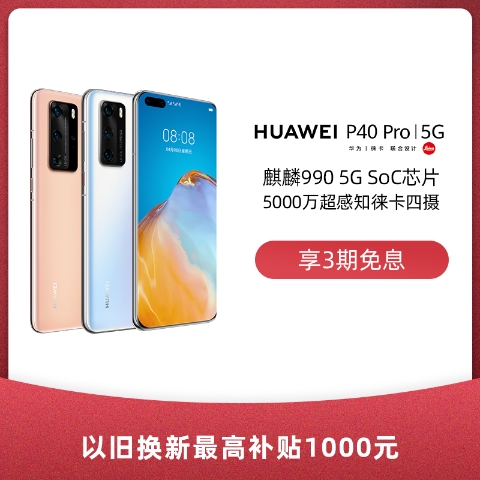 HUAWEI P40 Pro|5G
华为 | 徕卡 联合设计
麒麟990 5G SoC芯片
5000万超感知徕卡四摄
享3期免息
08:08
HUAWEI
HUAWEI
以旧换新最高补贴1000元